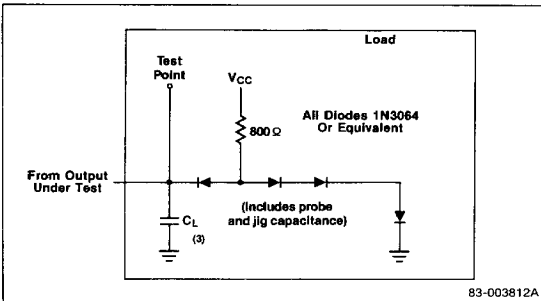 Load
Test
Point
VCC
800 Ω
All Diodes 1N3064
Or Equivalent
From Output
Under Test
(Includes probe
and jig capacitance)
CL
(3)
83-003812A